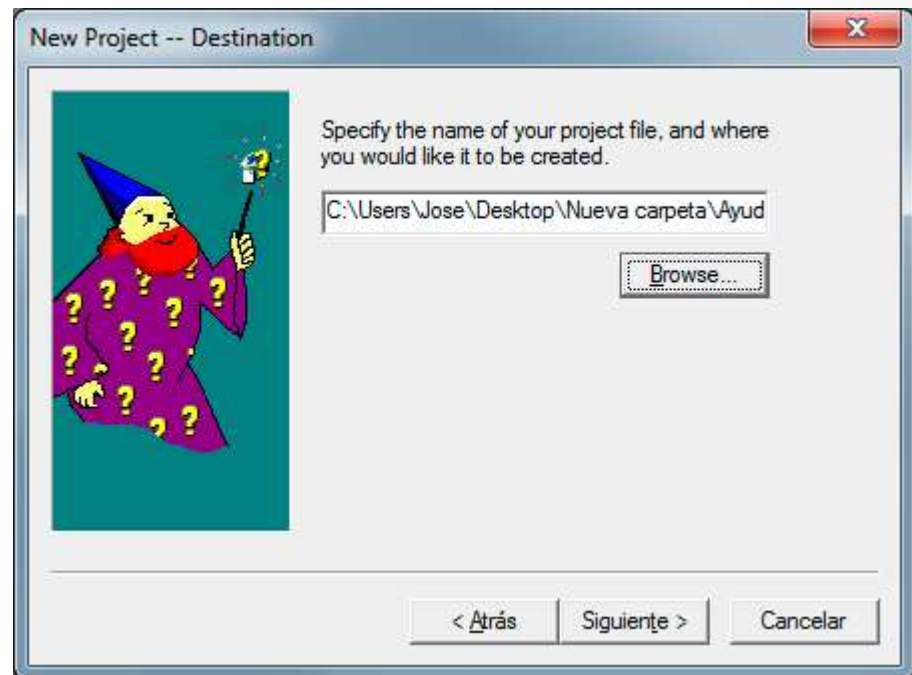 New Project -- Destination
Specify the name of your project file, and where
you would like it to be created.
C:\Users\Jose\Desktop\Nueva carpeta\Ayud
Browse...
< Atrás
Siguiente >
Cancelar